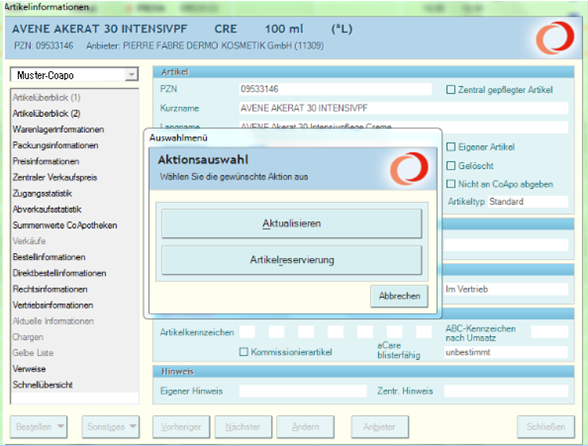 Artikelinformationen
AVENE AKERAT 30 INTENSIVPF CRE 100 ml (*L)
PZN: 09533146 Anbieter: PIERRE FABRE DERMO KOSMETIK GmbH (11309)
Muster-Coapo
Artikelüberblick (1)
Artikelüberblick (2)
Warenlagerinformationen
Packungsinformationen
Preisinformationen
Zentraler Verkaufspreis
Zugangsstatistik
Abverkaufsstatistik
Summenwerte CoApotheken
Verkäufe
Bestellinformationen
Direktbestellinformationen
Rechtsinformationen
Vertriebsinformationen
Aktuelle Informationen
Chargen
Gelbe Liste
Verweise
Schnellübersicht
Artikel
PZN 09533146 Zentral gepflegter Artikel
Kurzname AVENE AKERAT 30 INTENSIVPF
Langname AVENE Akerat 30 Intensivpflege Creme
Eigener Artikel
Gelöscht
Nicht an CoApo abgeben
Artikeltyp Standard
Auswahlmenü
Aktionsauswahl
Wählen Sie die gewünschte Aktion aus
Aktualisieren
Artikelreservierung
Abbrechen
Im Vertrieb
Artikelkennzeichen
ABC-Kennzeichen
nach Umsatz
Kommissionierartikel
aCare
blisterfähig
unbestimmt
Hinweis
Eigener Hinweis Zentr. Hinweis
Bestellen Sonstiges Vorheriger Nächster Ändern Anbieter Schließen